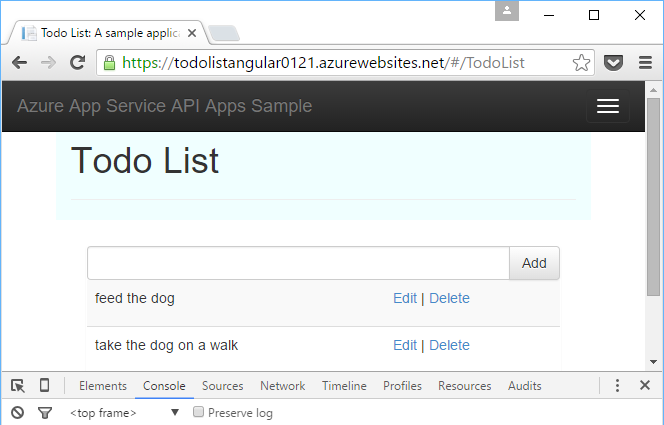 Todo List: A sample applica
https://todolistangular0121.azurewebsites.net/#/TodoList
Azure App Service API Apps Sample
Todo List
Add
feed the dog Edit | Delete
take the dog on a walk Edit | Delete
Elements Console Sources Network Timeline Profiles Resources Audits
<top frame> Preserve log